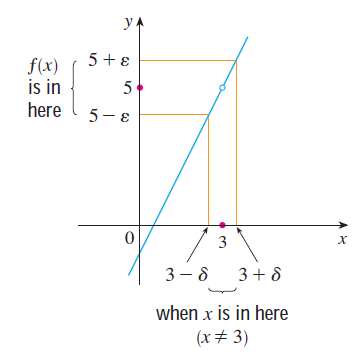 y
5 + ε
f(x)
is in
here
5
5 − ε
0
3
x
3 − δ
3 + δ
when x is in here
(x ≠ 3)